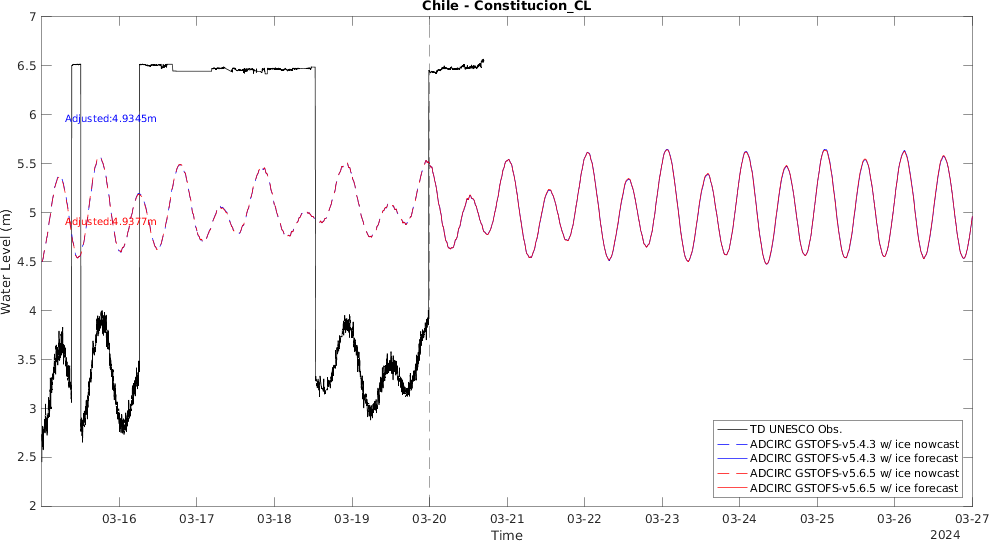 Chile - Constitucion_CL
7
6.5
6
5.5
5
4.5
4
3.5
3
2.5
2
Water Level (m)
Adjusted:4.9345m
Adjusted:4.9377m
TD UNESCO Obs.
ADCIRC GSTOFS-v5.4.3 w/ ice nowcast
ADCIRC GSTOFS-v5.4.3 w/ ice forecast
ADCIRC GSTOFS-v5.6.5 w/ ice nowcast
ADCIRC GSTOFS-v5.6.5 w/ ice forecast
03-16 03-17 03-18 03-19 03-20 03-21 03-22 03-23 03-24 03-25 03-26 03-27
Time
2024